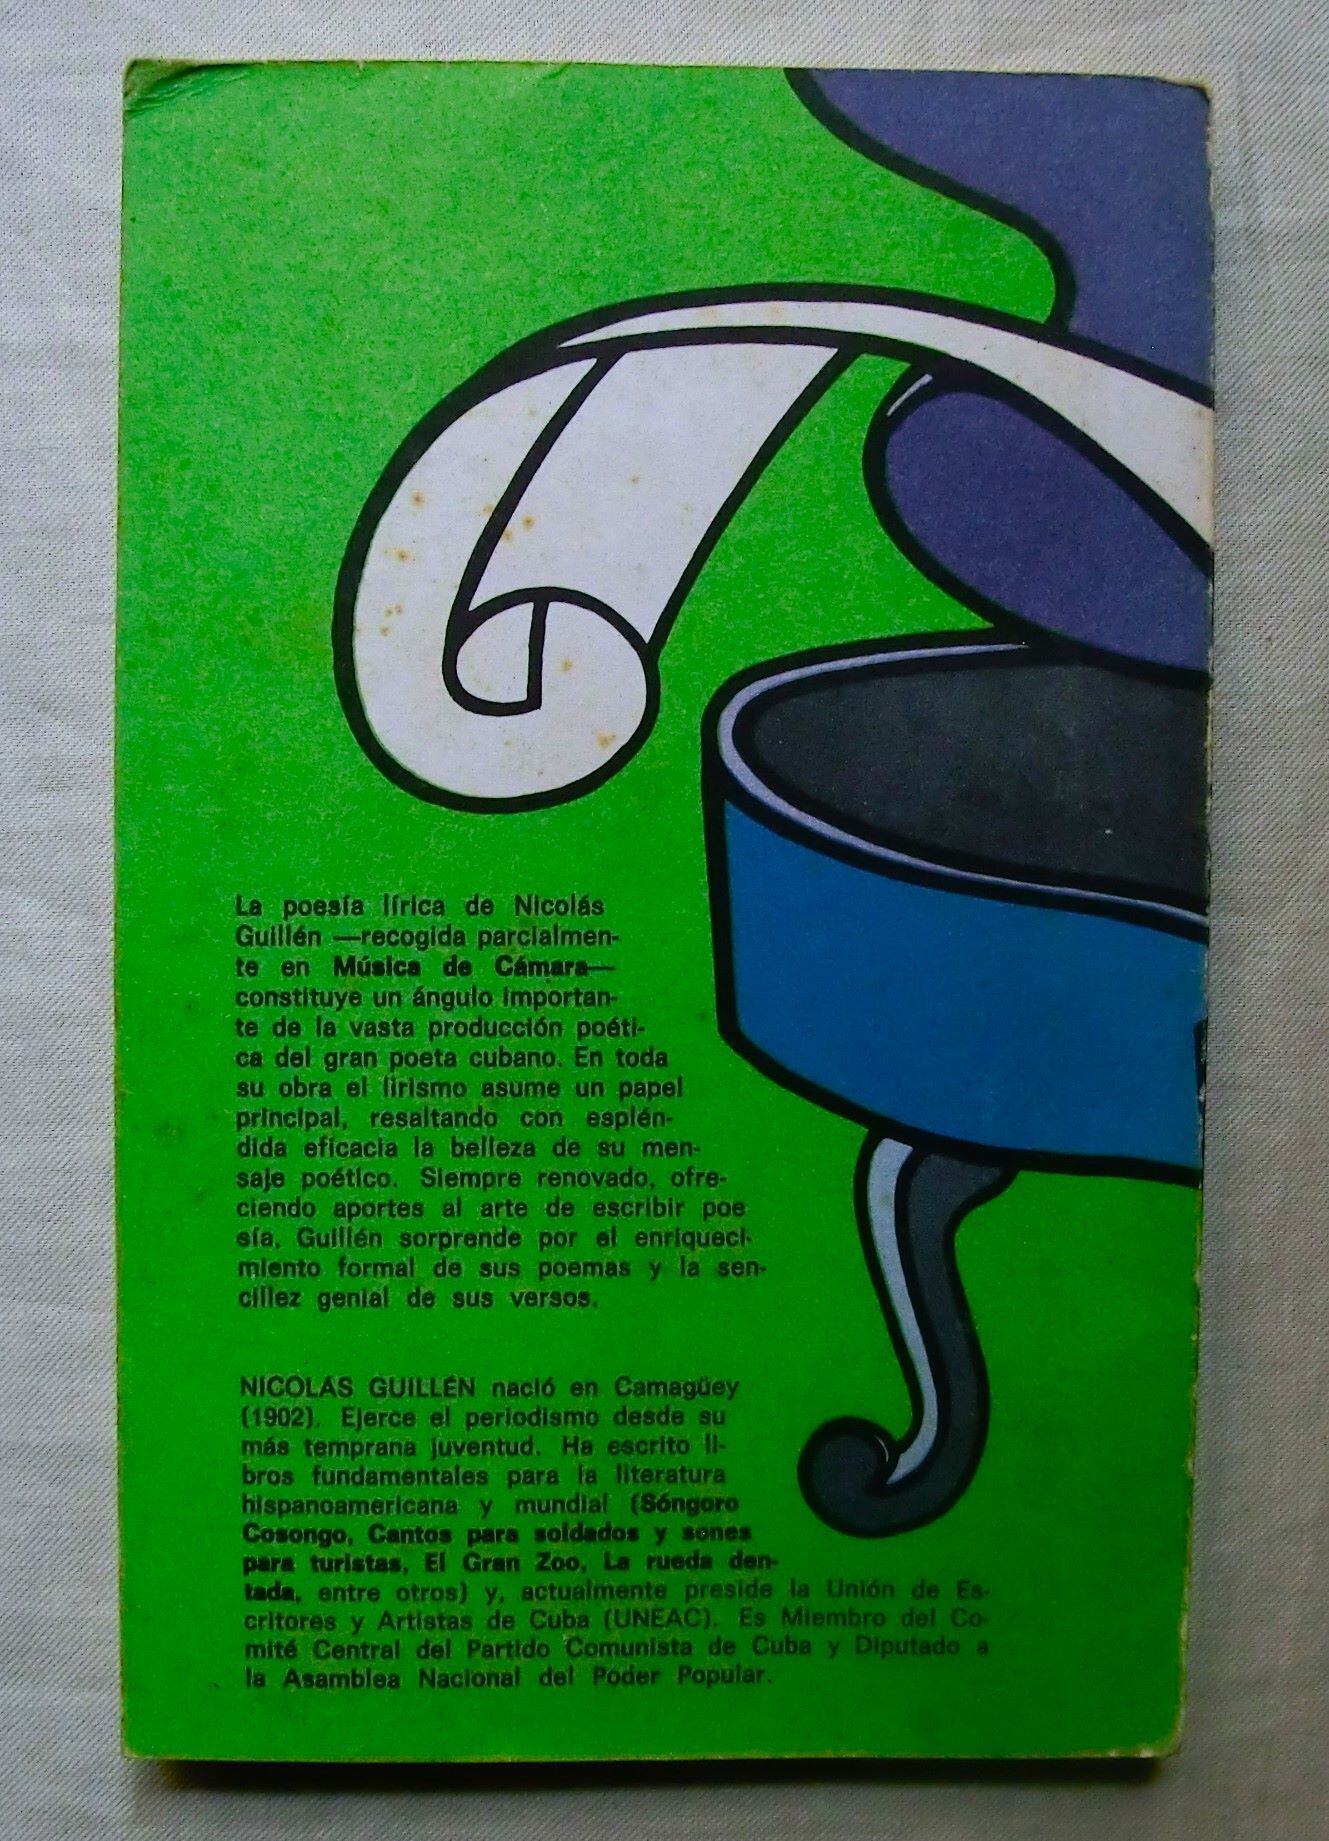 La poesía lírica de Nicolás
Guillén —recogida parcialmen-
te en Música de Cámara—
constituye un ángulo importan-
te de la vasta producción poéti-
ca del gran poeta cubano. En toda
su obra el lirismo asume un papel
principal, resaltando con esplén-
dida eficacia la belleza de su men-
saje poético. Siempre renovado, ofre-
ciendo aportes al arte de escribir poe
sía, Guillén sorprende por el enriqueci-
miento formal de sus poemas y la sen-
cillez genial de sus versos.
NICOLÁS GUILLÉN nació en Camagüey
(1902). Ejerce el periodismo desde su
más temprana juventud. Ha escrito li-
bros fundamentales para la literatura
hispanoamericana y mundial (Sóngoro
Cosongo, Cantos para soldados y sones
para turistas, El Gran Zoo, La rueda den-
tada, entre otros) y, actualmente preside la Unión de Es-
critores y Artistas de Cuba (UNEAC). Es Miembro del Co-
mité Central del Partido Comunista de Cuba y Diputado a
la Asamblea Nacional del Poder Popular.